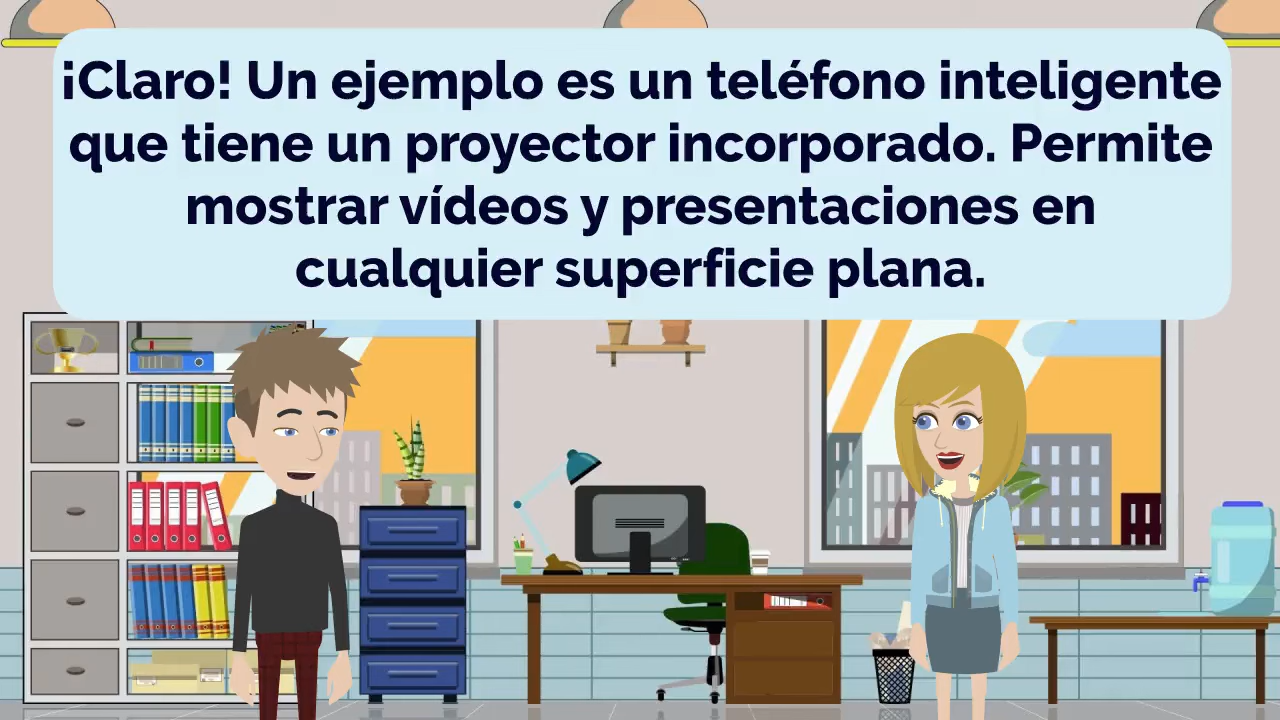 ¡Claro! Un ejemplo es un teléfono inteligente
que tiene un proyector incorporado. Permite
mostrar vídeos y presentaciones en
cualquier superficie plana.